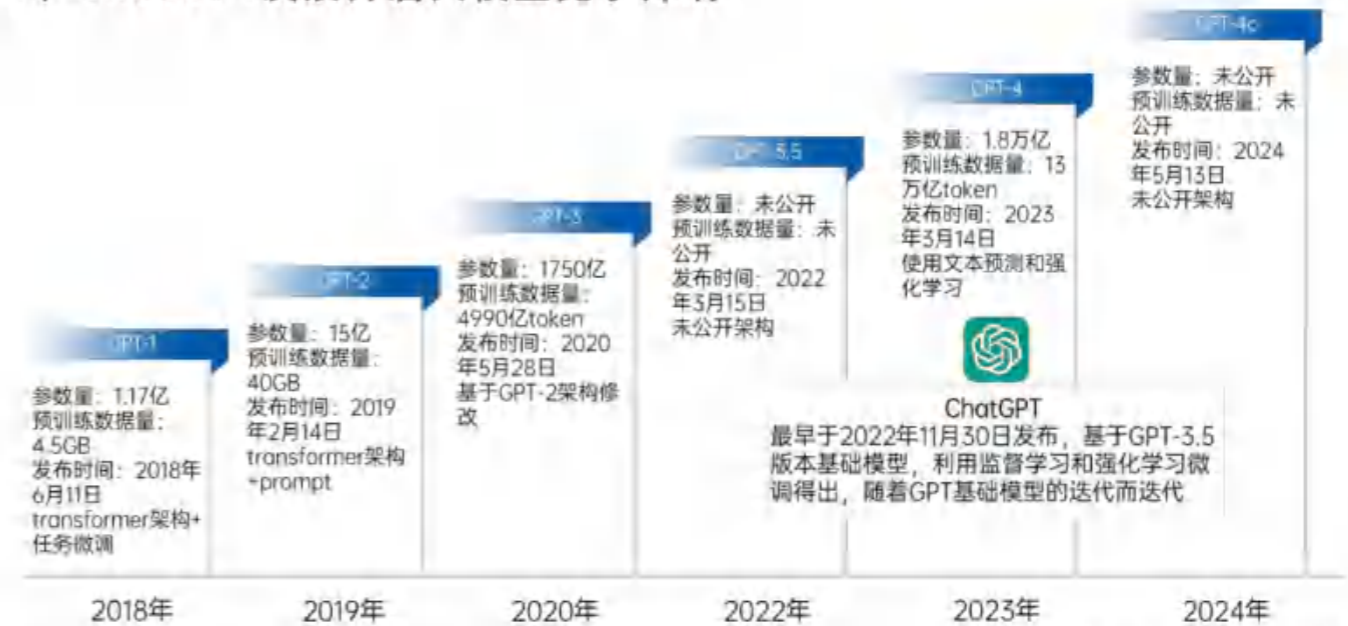 GPT-1
参数量：1.17亿
预训练数据量：
4.5GB
发布时间：2018年
6月11日
transformer架构+
任务微调
GPT-2
参数量：15亿
预训练数据量：
40GB
发布时间：2019
年2月14日
transformer架构
+prompt
GPT-3
参数量：1750亿
预训练数据量：
4990亿token
发布时间：2020
年5月28日
基于GPT-2架构修
改
GPT-3.5
参数量：未公开
预训练数据量：未
公开
发布时间：2022
年3月15日
未公开架构
GPT-4
参数量：1.8万亿
预训练数据量：13
万亿token
发布时间：2023
年3月14日
使用文本预测和强
化学习
GPT-4o
参数量：未公开
预训练数据量：未
公开
发布时间：2024
年5月13日
未公开架构
ChatGPT
最早于2022年11月30日发布，基于GPT-3.5
版本基础模型，利用监督学习和强化学习微
调得出，随着GPT基础模型的迭代而迭代
2018年
2019年
2020年
2022年
2023年
2024年